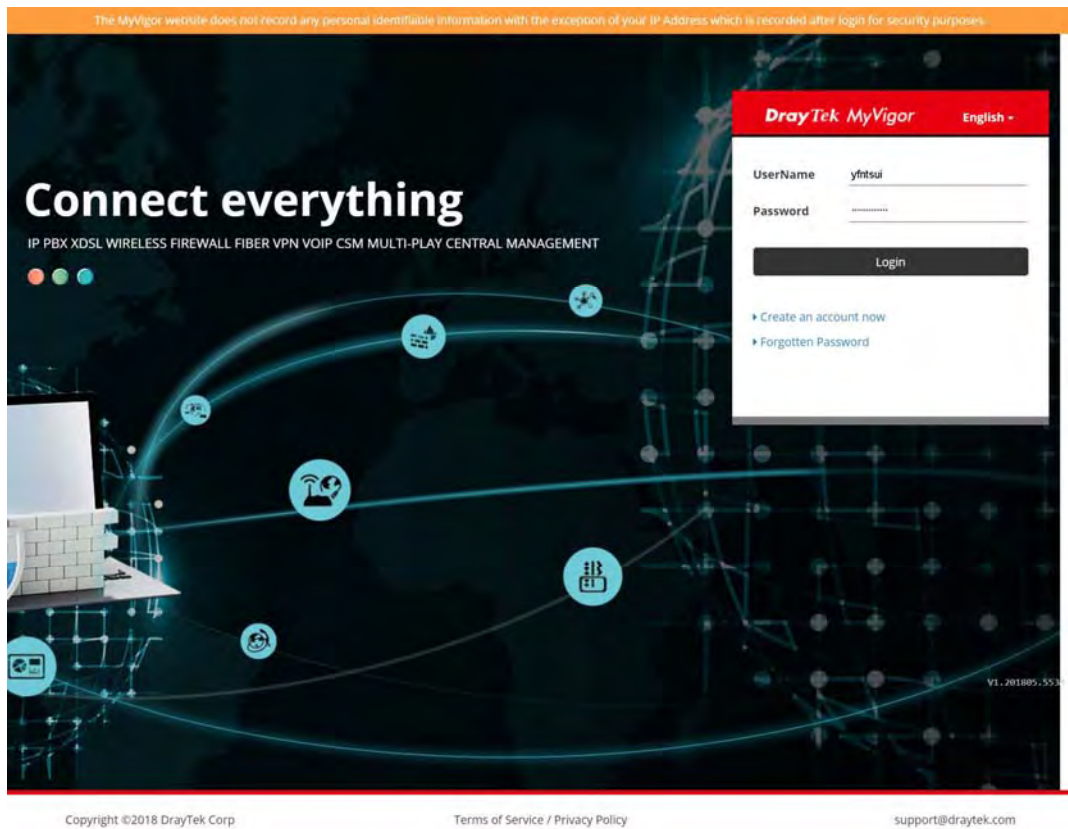 The MyVigor website does not record any personal identifiable information with the exception of your IP Address which is recorded after login for security purposes.
DrayTek MyVigor English
UserName yfntsui
Password
Login
Create an account now
Forgotten Password
Connect everything
IP PBX XDSL WIRELESS FIREWALL FIBER VPN VOIP CSM MULTI-PLAY CENTRAL MANAGEMENT
Copyright ©2018 DrayTek Corp Terms of Service / Privacy Policy support@draytek.com